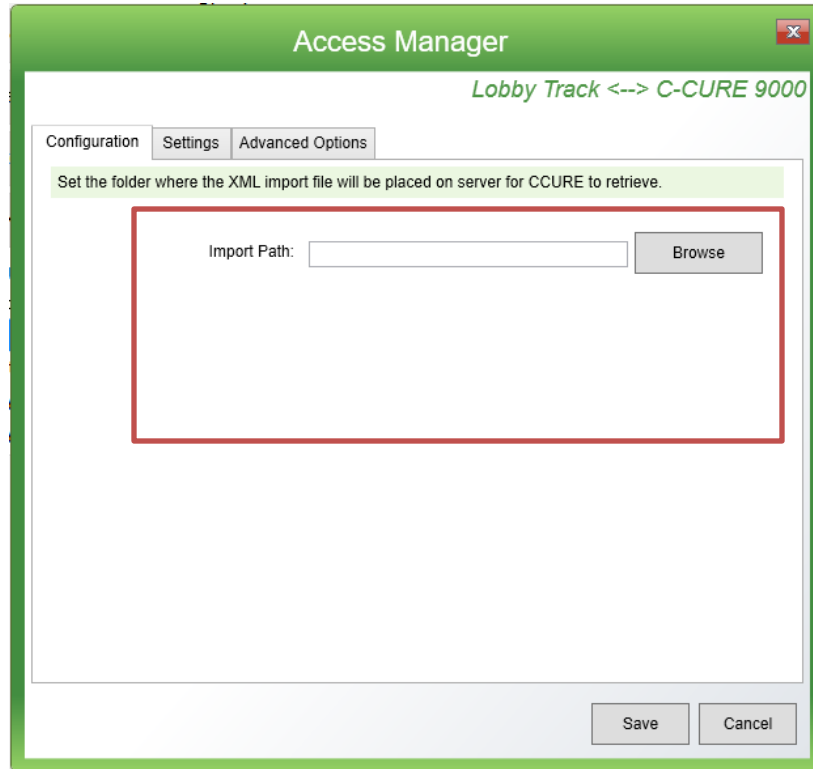 Access Manager
x
Lobby Track <--> C-CURE 9000
Configuration Settings Advanced Options
Set the folder where the XML import file will be placed on server for CCURE to retrieve.
Import Path: Browse
Save Cancel